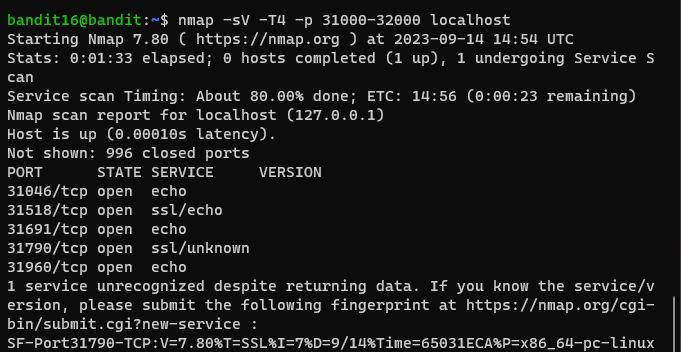 bandit16@bandit:~$ nmap -sV -T4 -p 31000-32000 localhost
Starting Nmap 7.80 ( https://nmap.org ) at 2023-09-14 14:54 UTC
Stats: 0:01:33 elapsed; 0 hosts completed (1 up), 1 undergoing Service S
can
Service scan Timing: About 80.00% done; ETC: 14:56 (0:00:23 remaining)
Nmap scan report for localhost (127.0.0.1)
Host is up (0.00010s latency).
Not shown: 996 closed ports
PORT      STATE SERVICE     VERSION
31046/tcp open  echo
31518/tcp open  ssl/echo
31691/tcp open  echo
31790/tcp open  ssl/unknown
31960/tcp open  echo
1 service unrecognized despite returning data. If you know the service/v
ersion, please submit the following fingerprint at https://nmap.org/cgi-
bin/submit.cgi?new-service :
SF-Port31790-TCP:V=7.80%T=SSL%I=7%D=9/14%Time=65031ECA%P=x86_64-pc-linux